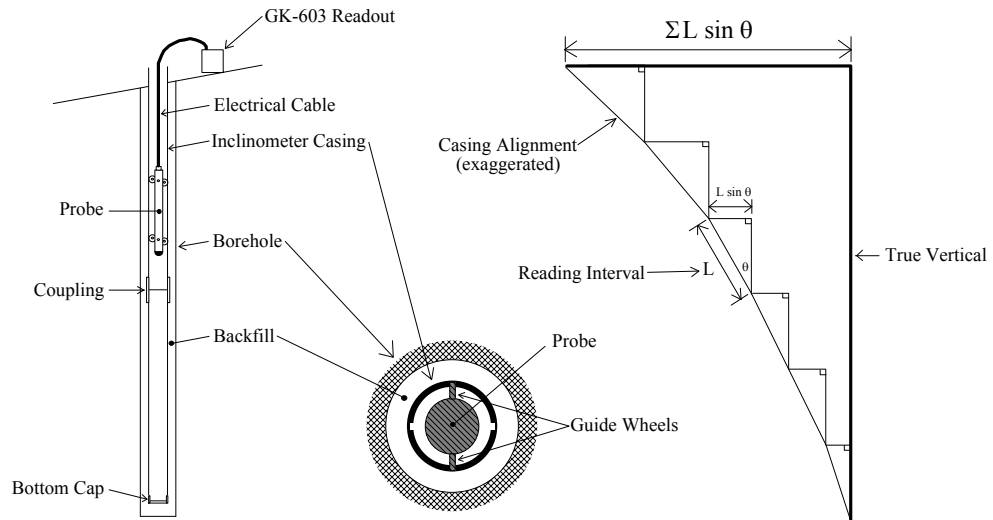 GK-603 Readout
Electrical Cable
Inclinometer Casing
Probe
Borehole
Coupling
Backfill
Bottom Cap
Probe
Guide Wheels
ΣL sin θ
Casing Alignment
(exaggerated)
L sin θ
θ
Reading Interval
L
True Vertical